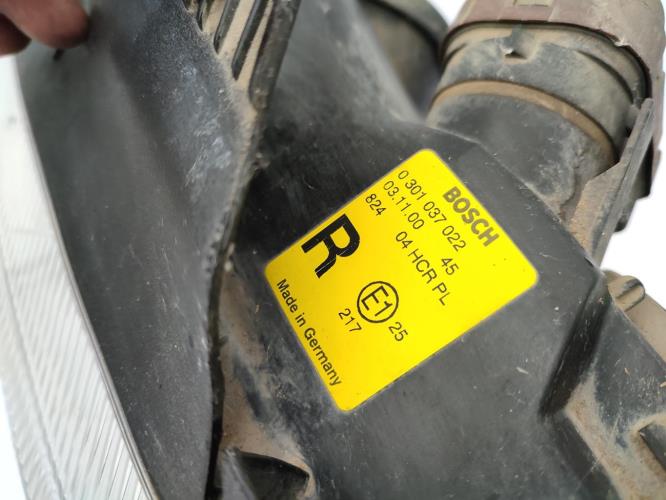 BOSCH
0 301 037 022 45
03.11.00 04 HCR PL
824
R
E1 25
217
Made in Germany